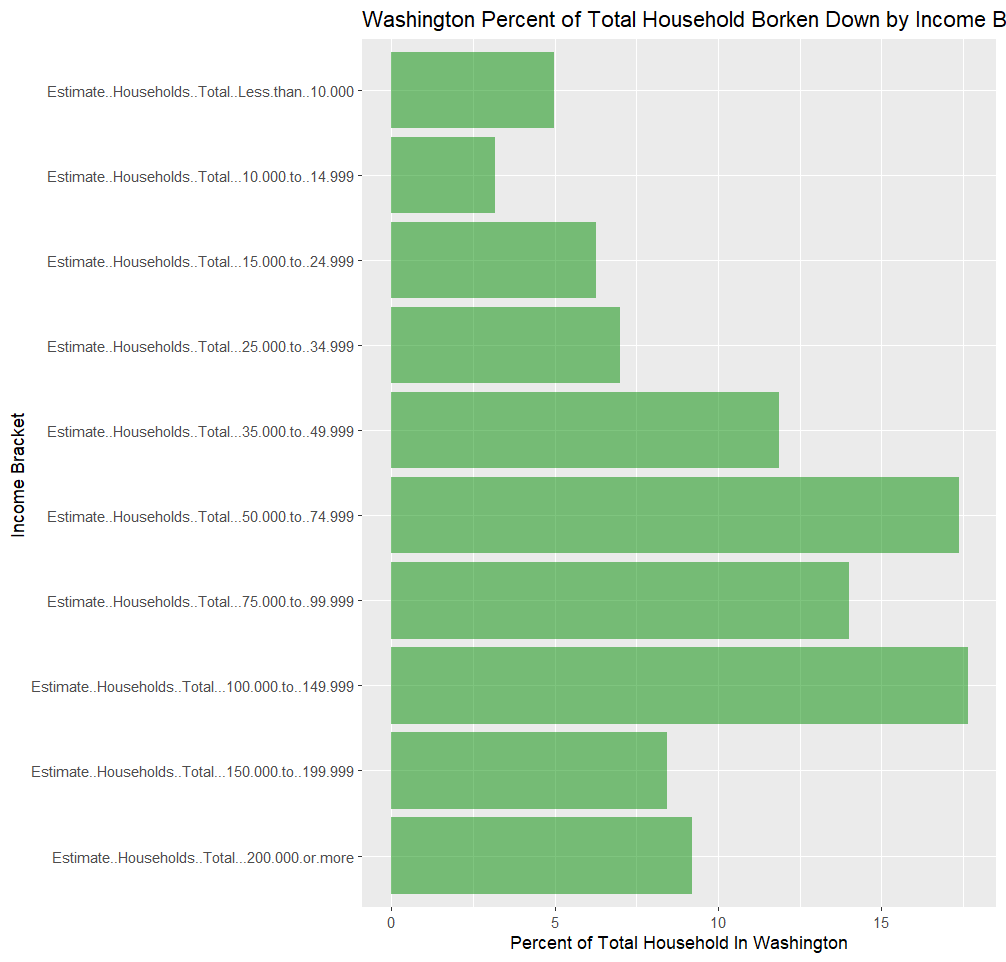 Washington Percent of Total Household Borken Down by Income B
Estimate..Households..Total..Less.than..10.000
Estimate..Households..Total...10.000.to..14.999
Estimate..Households..Total...15.000.to..24.999
Estimate..Households..Total...25.000.to..34.999
Estimate..Households..Total...35.000.to..49.999
Estimate..Households..Total...50.000.to..74.999
Estimate..Households..Total...75.000.to..99.999
Estimate..Households..Total...100.000.to..149.999
Estimate..Households..Total...150.000.to..199.999
Estimate..Households..Total...200.000.or.more
Income Bracket
0 5 10 15
Percent of Total Household In Washington